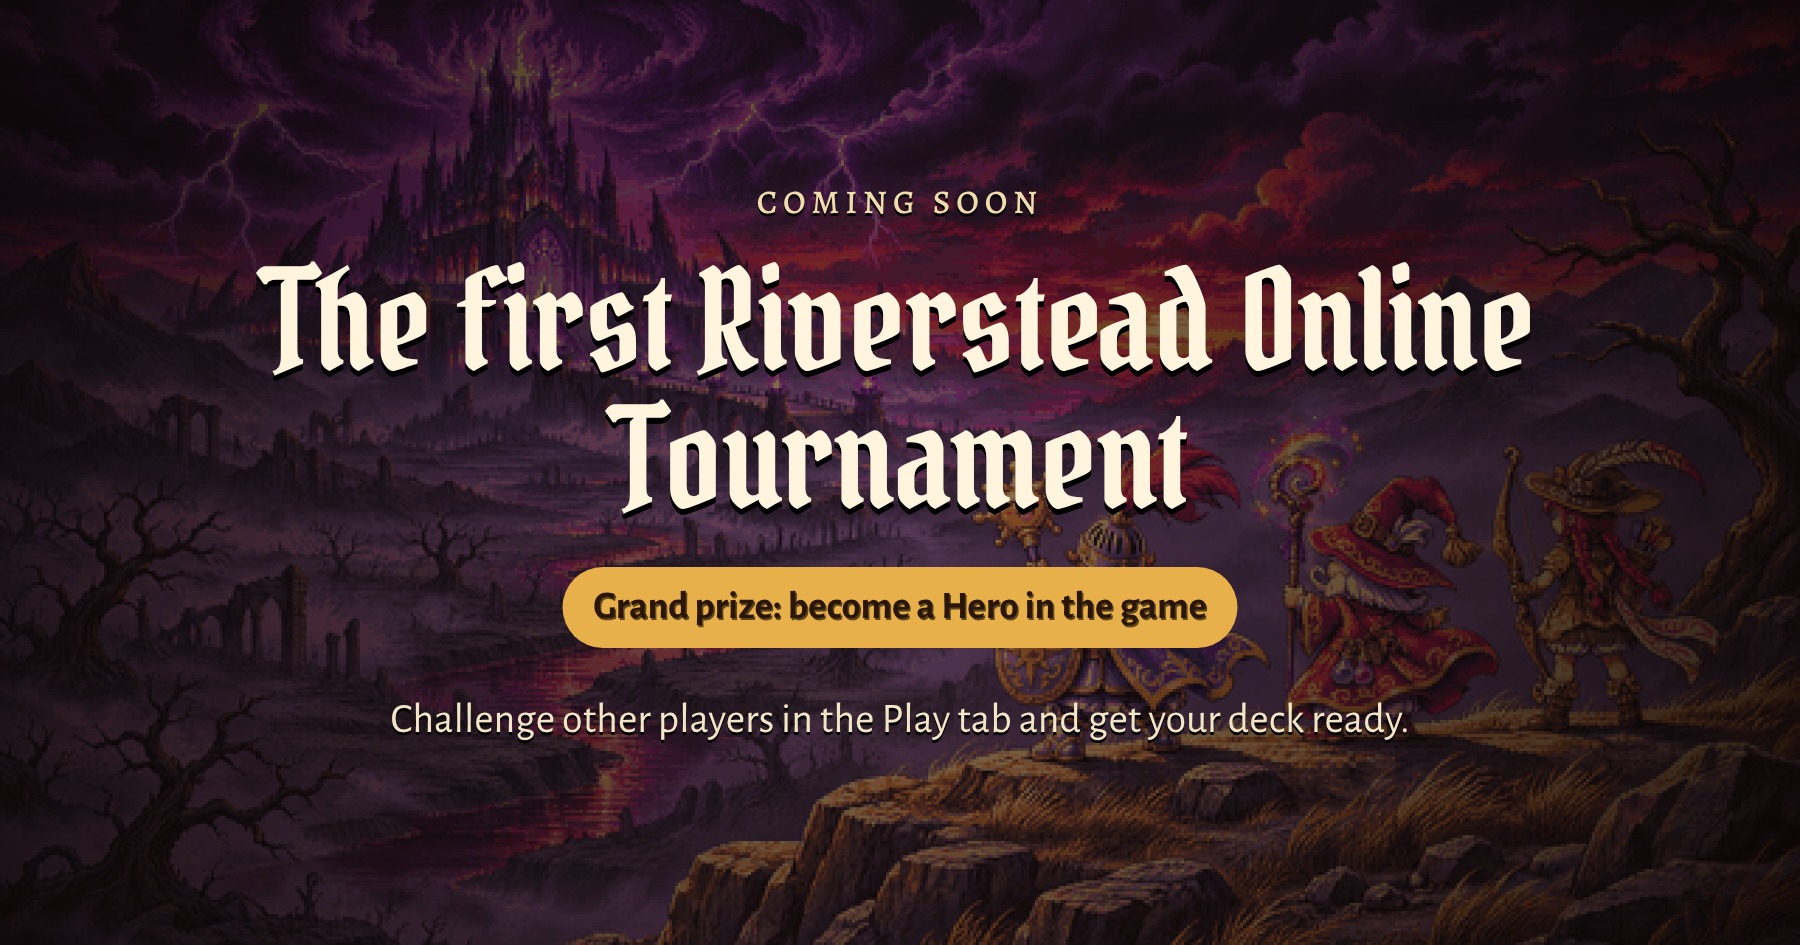 COMING SOON
The first Riverstead Online
Tournament
Grand prize: become a Hero in the game
Challenge other players in the Play tab and get your deck ready.